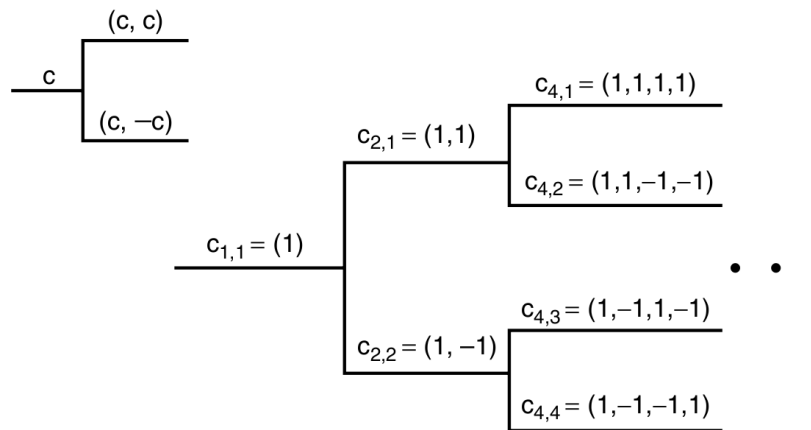 (c, c)
c
(c, −c)
c4,1 = (1,1,1,1)
c2,1 = (1,1)
c4,2 = (1,1,−1,−1)
c1,1 = (1)
c4,3 = (1,−1,1,−1)
c2,2 = (1, −1)
c4,4 = (1,−1,−1,1)